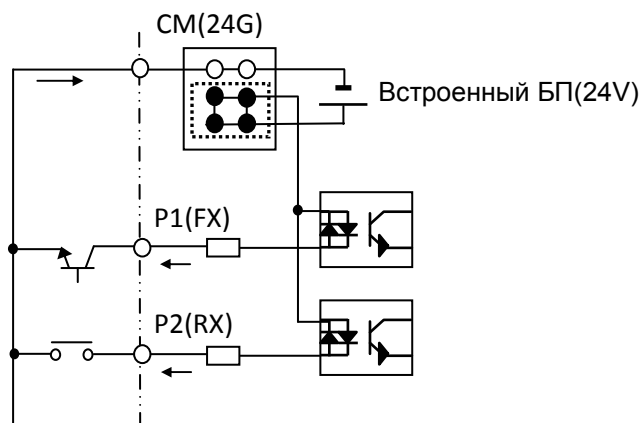 CM(24G)
Встроенный БП(24V)
P1(FX)
P2(RX)